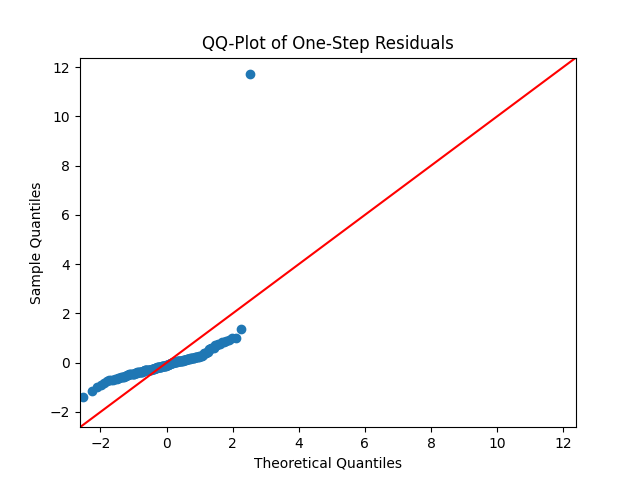 QQ-Plot of One-Step Residuals
12
10
8
6
4
2
0
−2
Sample Quantiles
−2 0 2 4 6 8 10 12
Theoretical Quantiles